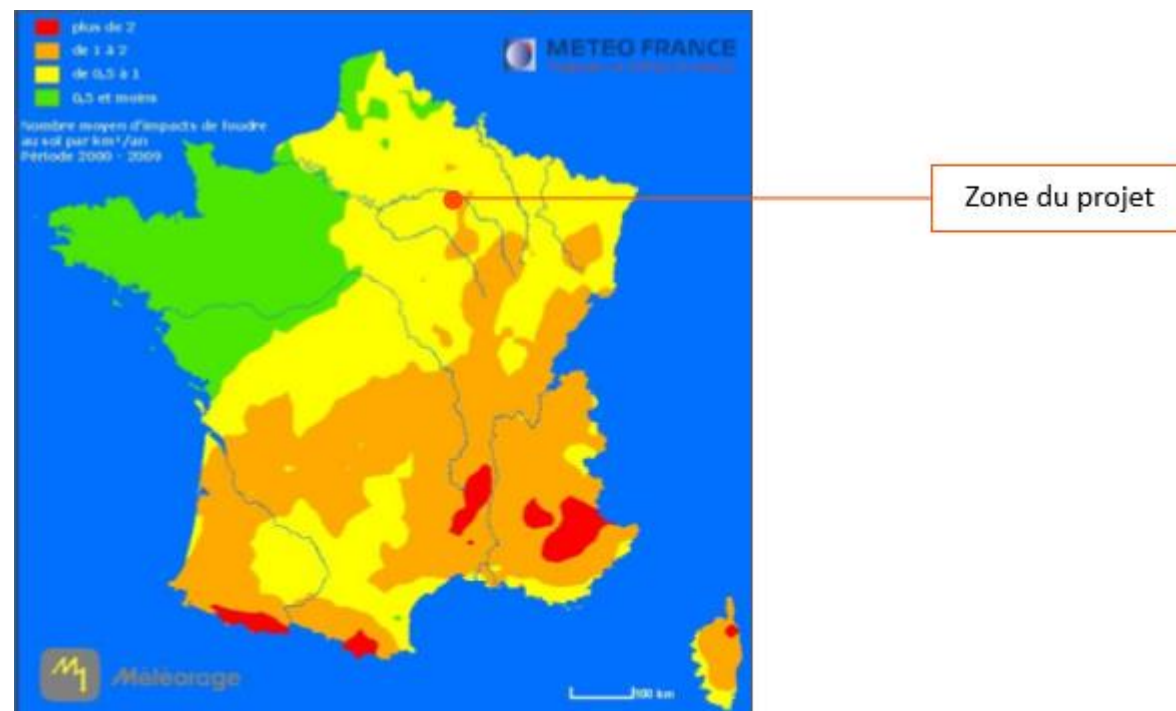 plus de 2
de 1 à 2
de 0,5 à 1
0,5 et moins
Nombre moyen d'impacts de foudre
au sol par km²/an
Période 2000 - 2009
METEO FRANCE
Zone du projet
Météorage
100 km